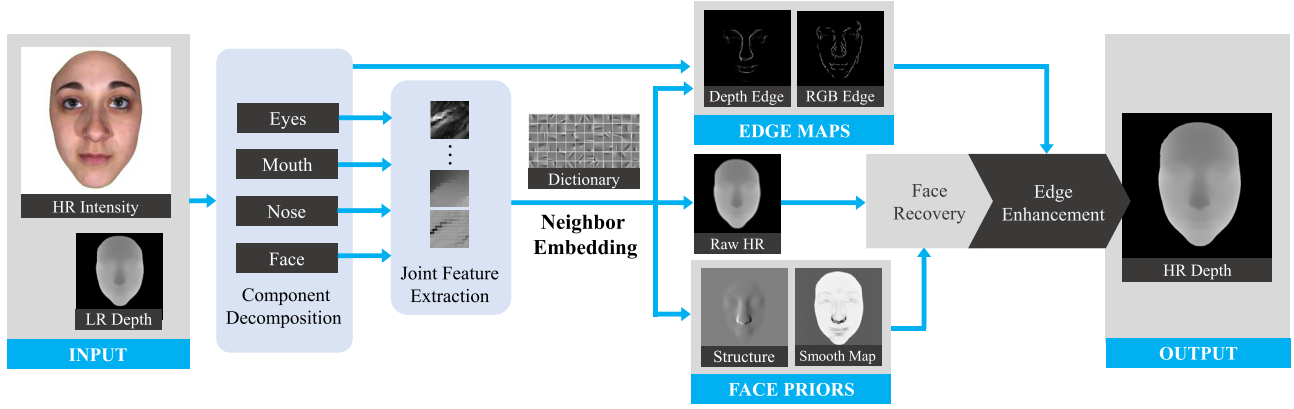 HR Intensity
LR Depth
INPUT
Eyes
Mouth
Nose
Face
Component
Decomposition
Joint Feature
Extraction
Dictionary
Neighbor
Embedding
Depth Edge
RGB Edge
EDGE MAPS
Raw HR
Structure
Smooth Map
FACE PRIORS
Face
Recovery
Edge
Enhancement
HR Depth
OUTPUT